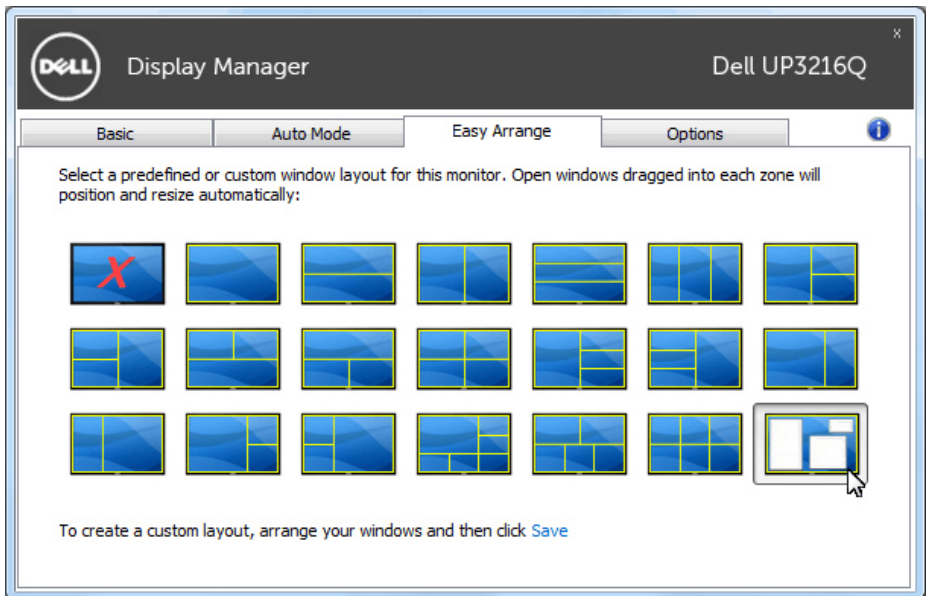 DELL
Display Manager
Dell UP3216Q
x
Basic
Auto Mode
Easy Arrange
Options
i
Select a predefined or custom window layout for this monitor. Open windows dragged into each zone will
position and resize automatically:
X
To create a custom layout, arrange your windows and then click Save